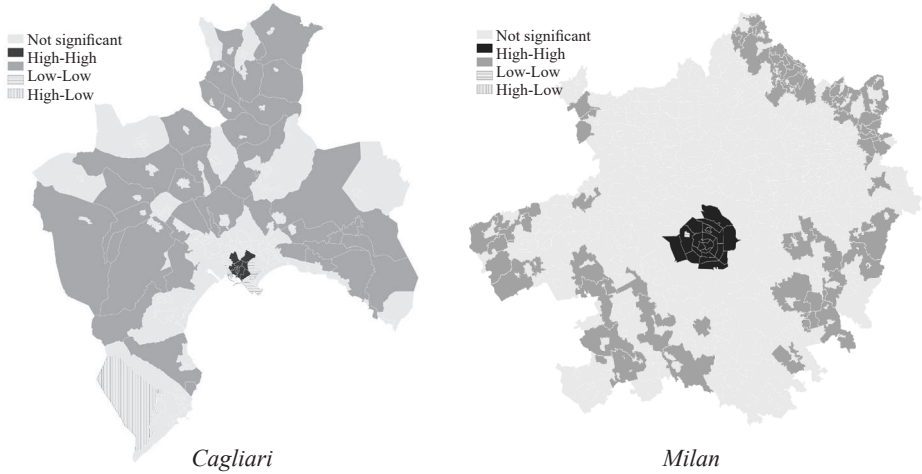 Not significant
High-High
Low-Low
High-Low
Cagliari
Not significant
High-High
Low-Low
High-Low
Milan